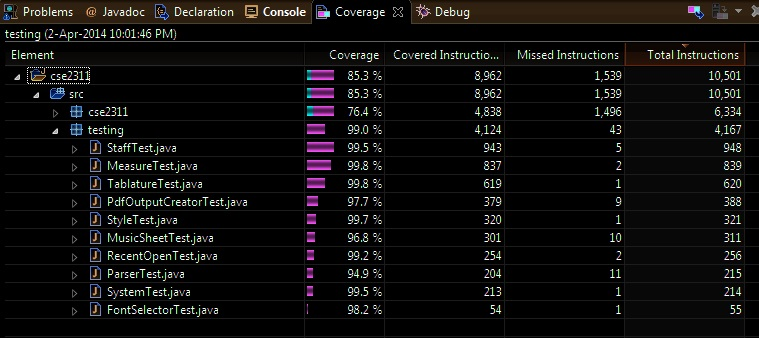 Problems @ Javadoc Declaration Console Coverage Debug
testing (2-Apr-2014 10:01:46 PM)
Element Coverage Covered Instructio... Missed Instructions Total Instructions
cse2311 85.3 % 8,962 1,539 10,501
src 85.3 % 8,962 1,539 10,501
cse2311 76.4 % 4,838 1,496 6,334
testing 99.0 % 4,124 43 4,167
StaffTest.java 99.5 % 943 5 948
MeasureTest.java 99.8 % 837 2 839
TablatureTest.java 99.8 % 619 1 620
PdfOutputCreatorTest.java 97.7 % 379 9 388
StyleTest.java 99.7 % 320 1 321
MusicSheetTest.java 96.8 % 301 10 311
RecentOpenTest.java 99.2 % 254 2 256
ParserTest.java 94.9 % 204 11 215
SystemTest.java 99.5 % 213 1 214
FontSelectorTest.java 98.2 % 54 1 55